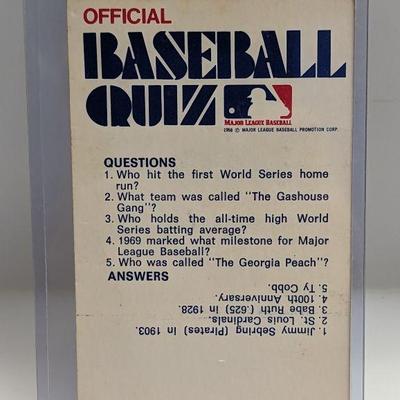 OFFICIAL
BASEBALL
QUIZ
MAJOR LEAGUE BASEBALL
1968 © MAJOR LEAGUE BASEBALL PROMOTION CORP.
QUESTIONS
1. Who hit the first World Series home
run?
2. What team was called "The Gashouse
Gang"?
3. Who holds the all-time high World
Series batting average?
4. 1969 marked what milestone for Major
League Baseball?
5. Who was called "The Georgia Peach"?
ANSWERS
1. Jimmy Sebring (Pirates) in 1903.
2. St. Louis Cardinals.
3. Babe Ruth (.625) in 1928.
4. 100th Anniversary.
5. Ty Cobb.